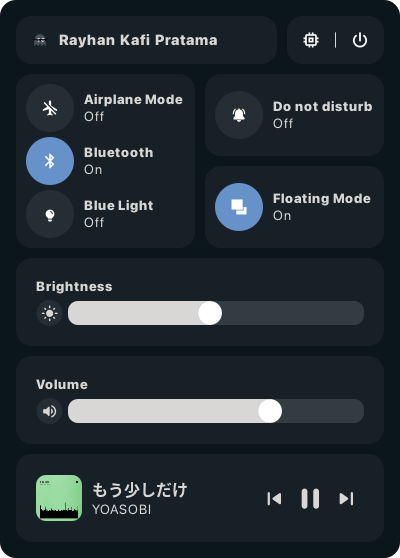 Rayhan Kafi Pratama
Airplane Mode
Off
Bluetooth
On
Blue Light
Off
Do not disturb
Off
Floating Mode
On
Brightness
Volume
もう少しだけ
YOASOBI